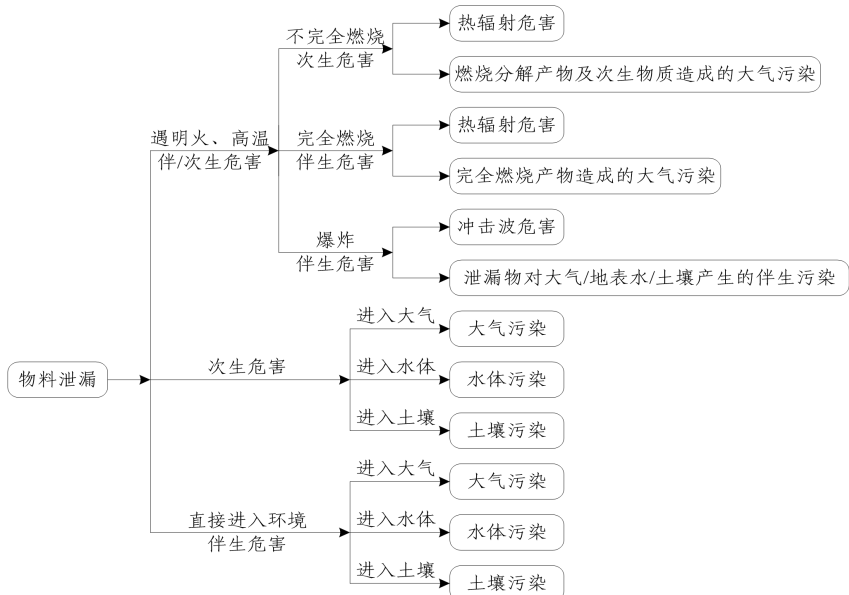 不完全燃烧
次生危害
热辐射危害
燃烧分解产物及次生物质造成的大气污染
遇明火、高温
伴/次生危害
完全燃烧
伴生危害
热辐射危害
完全燃烧产物造成的大气污染
爆炸
伴生危害
冲击波危害
泄漏物对大气/地表水/土壤产生的伴生污染
物料泄漏
次生危害
进入大气
大气污染
进入水体
水体污染
进入土壤
土壤污染
直接进入环境
伴生危害
进入大气
大气污染
进入水体
水体污染
进入土壤
土壤污染